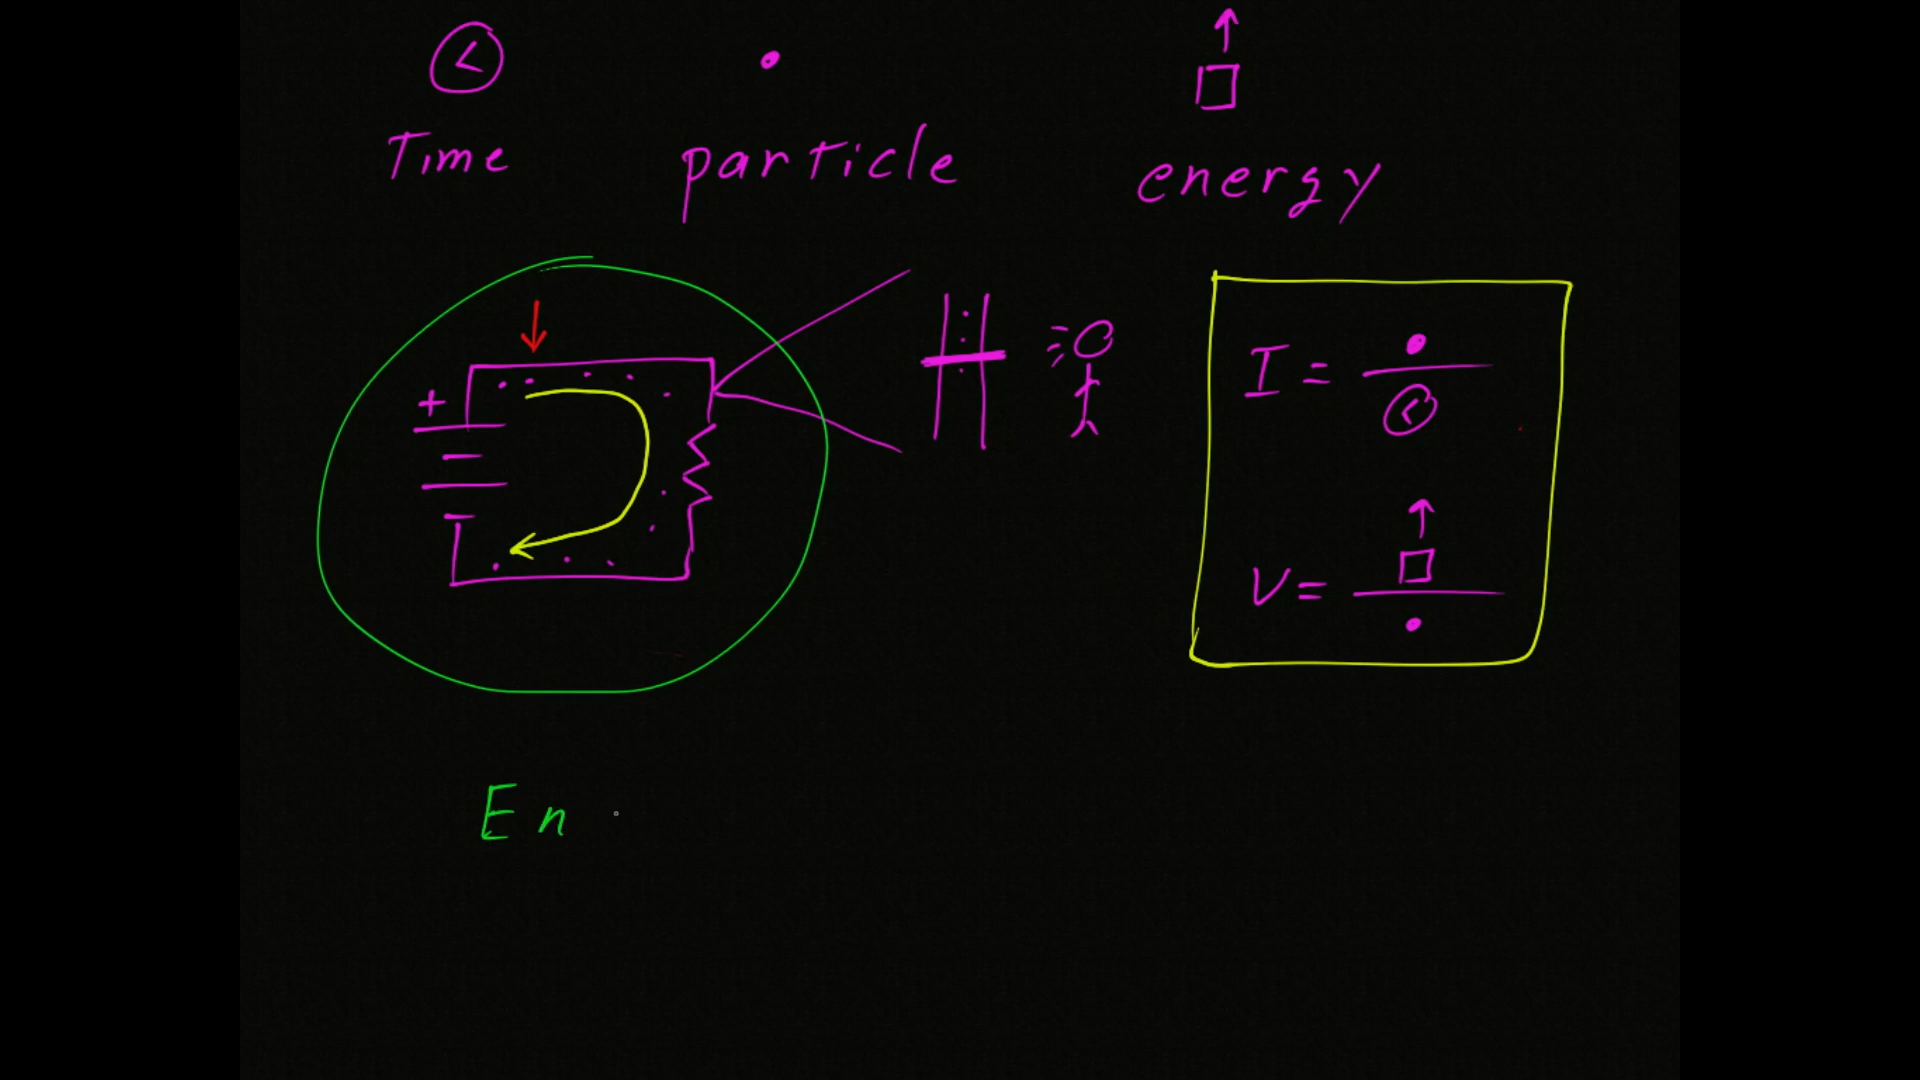 Time particle energy
+
I =
V =
En